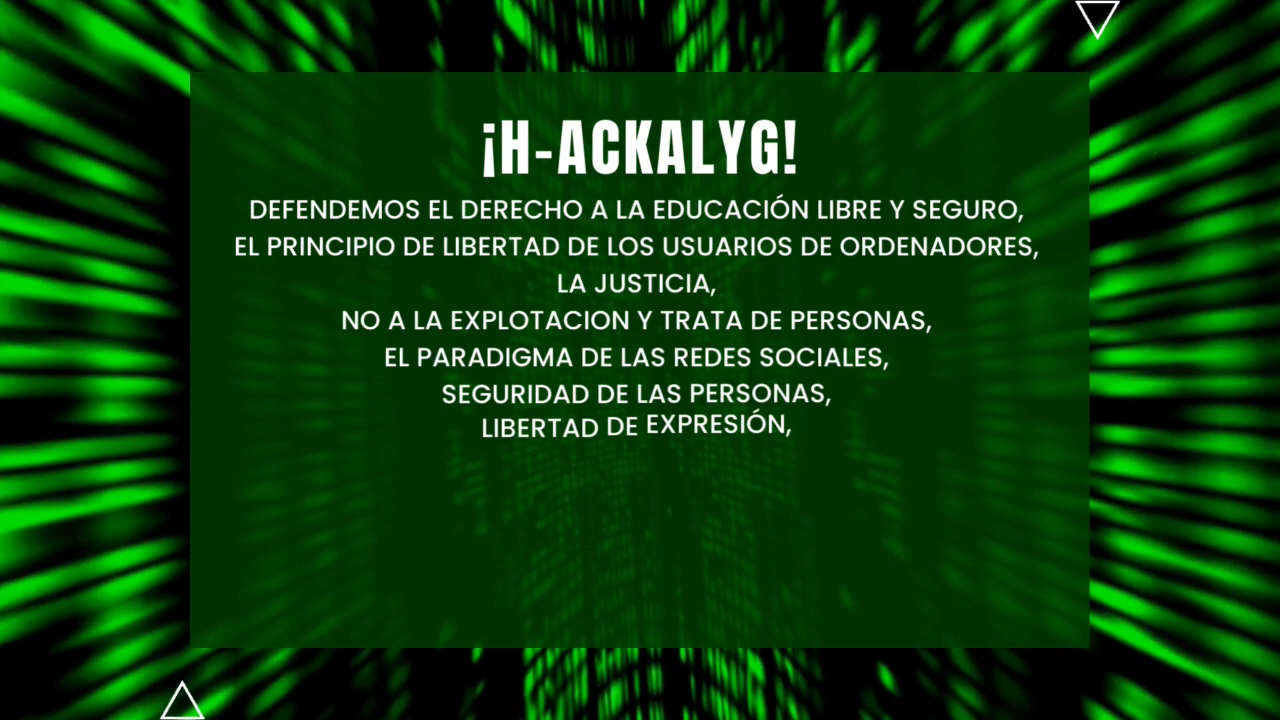 ¡H-ACKALYG!
DEFENDEMOS EL DERECHO A LA EDUCACIÓN LIBRE Y SEGURO,
EL PRINCIPIO DE LIBERTAD DE LOS USUARIOS DE ORDENADORES,
LA JUSTICIA,
NO A LA EXPLOTACION Y TRATA DE PERSONAS,
EL PARADIGMA DE LAS REDES SOCIALES,
SEGURIDAD DE LAS PERSONAS,
LIBERTAD DE EXPRESIÓN,